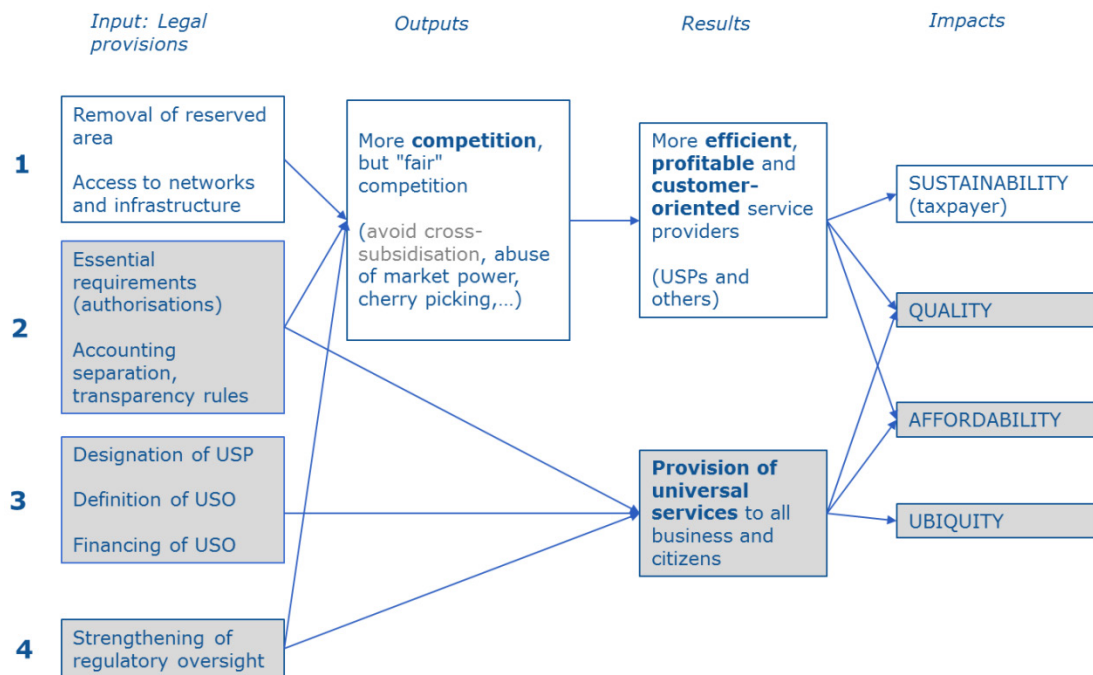 Input: Legal
provisions
Outputs
Results
Impacts
1
Removal of reserved
area
Access to networks
and infrastructure
2
Essential
requirements
(authorisations)
Accounting
separation,
transparency rules
3
Designation of USP
Definition of USO
Financing of USO
4
Strengthening of
regulatory oversight
More competition,
but "fair"
competition
(avoid cross-
subsidisation, abuse
of market power,
cherry picking,...)
More efficient,
profitable and
customer-
oriented service
providers
(USPs and
others)
Provision of
universal
services to all
business and
citizens
SUSTAINABILITY
(taxpayer)
QUALITY
AFFORDABILITY
UBIQUITY